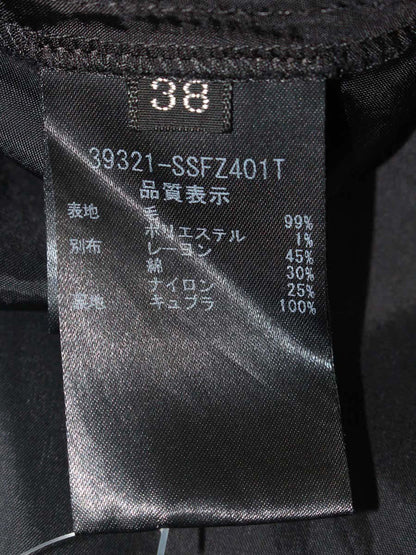 38
39321-SSFZ401T
品質表示
表地 毛 99%
ポリエステル 1%
別布 レーヨン 45%
綿 30%
ナイロン 25%
裏地 キュプラ 100%